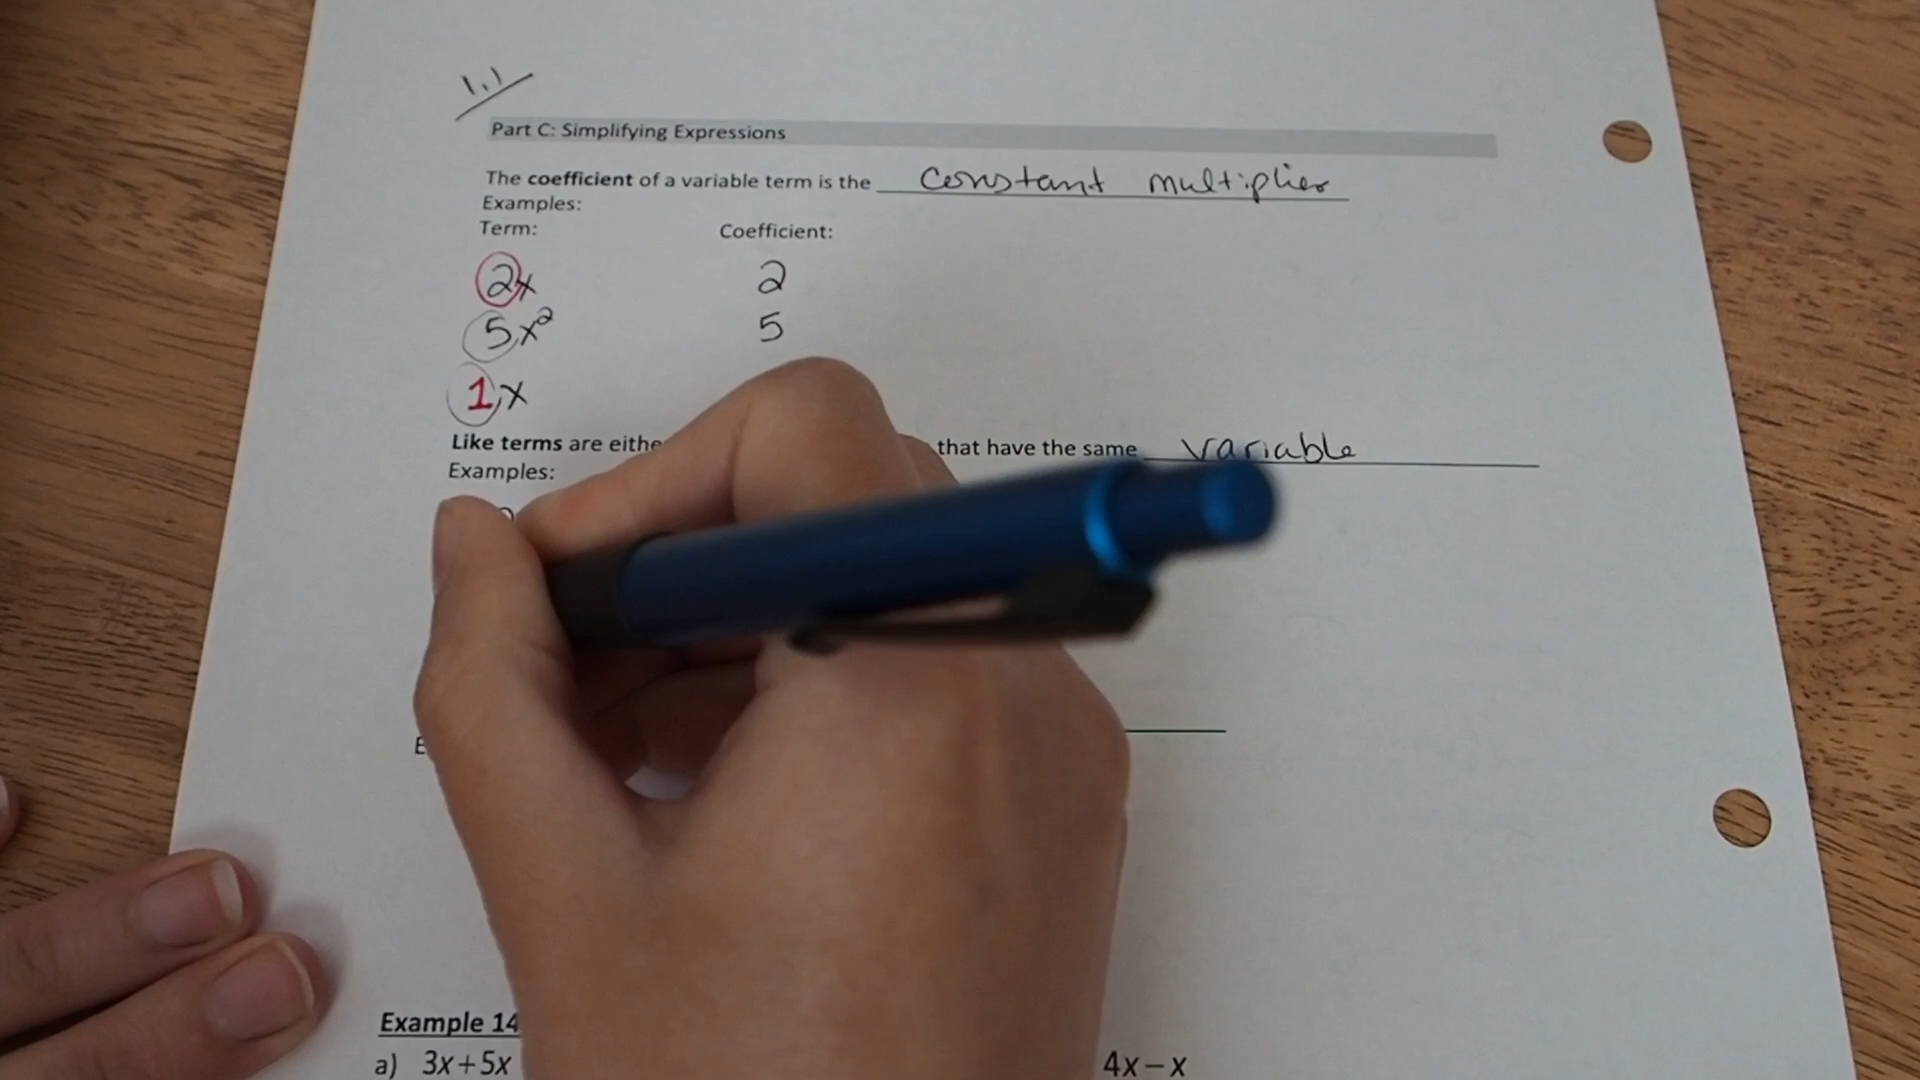 1.1
Part C: Simplifying Expressions
The coefficient of a variable term is the constant multiplier
Examples:
Term: Coefficient:
2x 2
5x² 5
1x
Like terms are that have the same variable
Examples:
Example 14
a) 3x+5x 4x−x